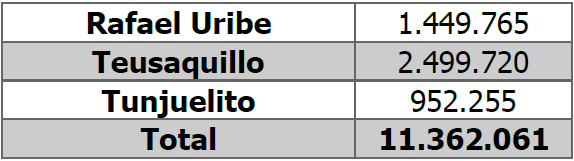 Rafael Uribe 1.449.765
Teusaquillo 2.499.720
Tunjuelito 952.255
Total 11.362.061